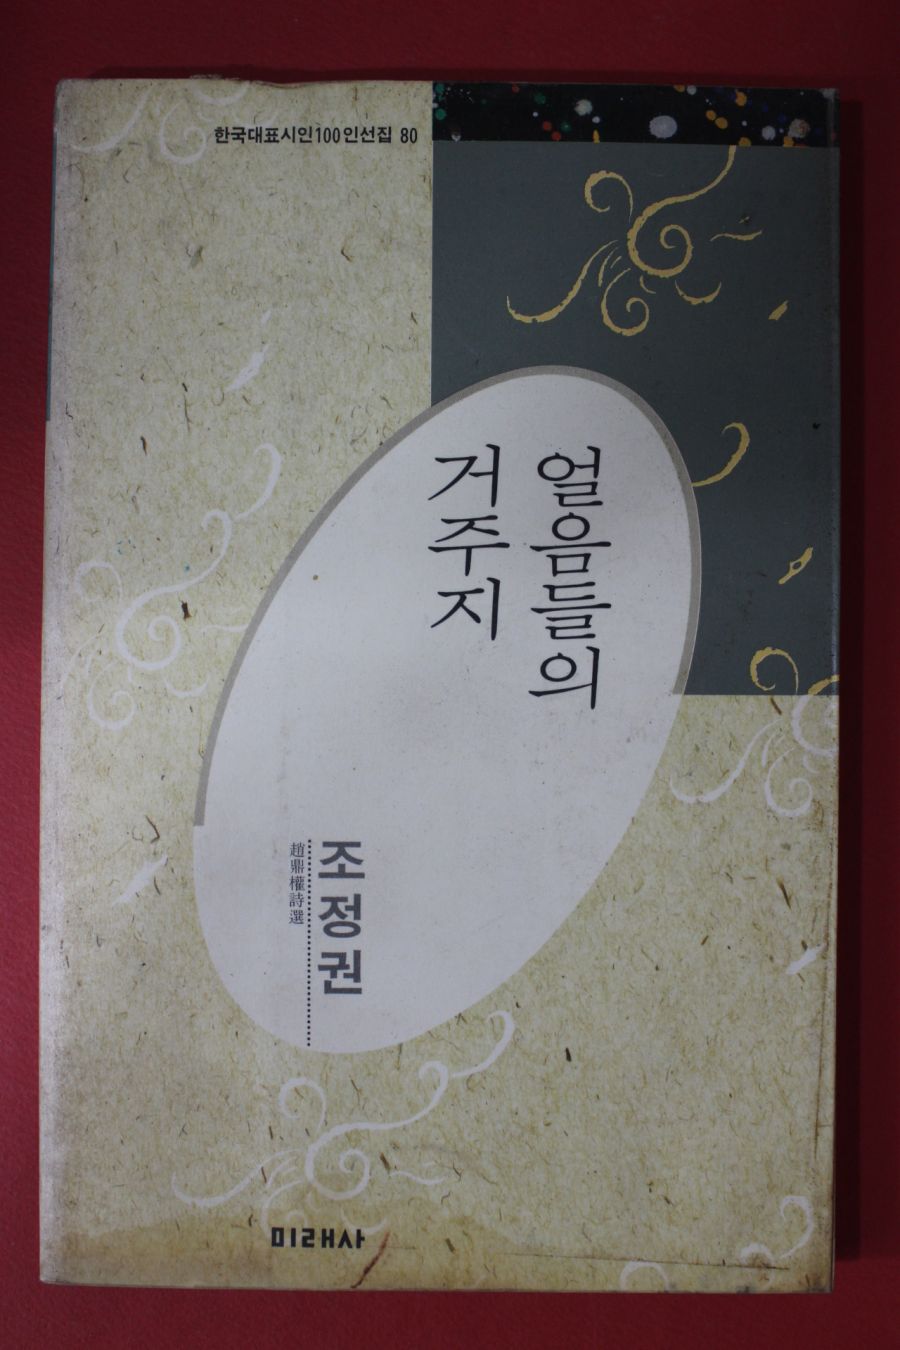 한국대표시인100인선집 80
얼음들의
거주지
조정권
趙鼎權詩選
미래사